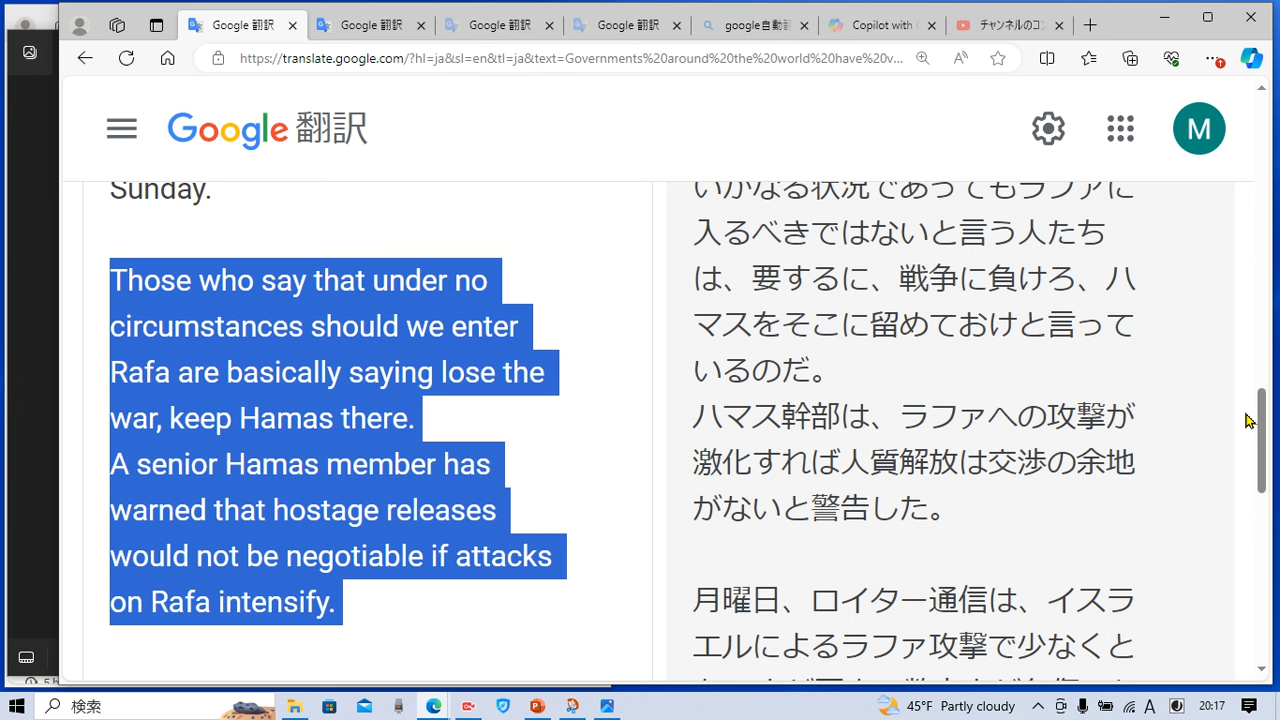 Google 翻訳
Google 翻訳
Google 翻訳
Google 翻訳
google自動翻
Copilot with
チャンネルのコン
https://translate.google.com/?hl=ja&sl=en&tl=ja&text=Governments%20around%20the%20world%20have%20v...
Google 翻訳
M
Sunday.
Those who say that under no
circumstances should we enter
Rafa are basically saying lose the
war, keep Hamas there.
A senior Hamas member has
warned that hostage releases
would not be negotiable if attacks
on Rafa intensify.
いかなる状況であってもラファに
入るべきではないと言う人たち
は、要するに、戦争に負けろ、ハ
マスをそこに留めておけと言って
いるのだ。
ハマス幹部は、ラファへの攻撃が
激化すれば人質解放は交渉の余地
がないと警告した。
月曜日、ロイター通信は、イスラ
エルによるラファ攻撃で少なくと
検索
45°F Partly cloudy
A
20:17